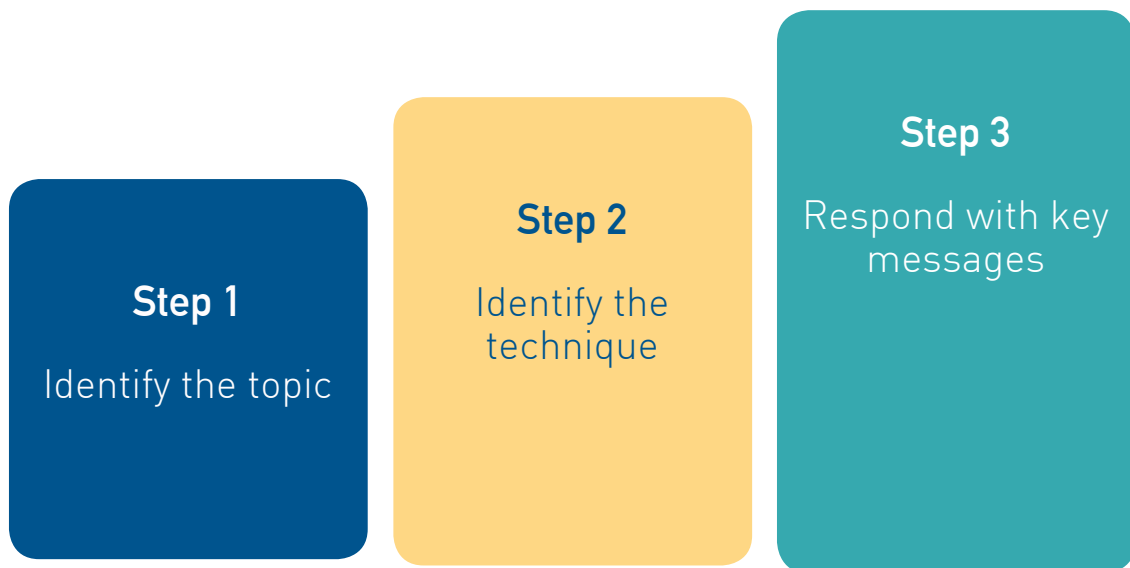 Step 1
Identify the topic
Step 2
Identify the
technique
Step 3
Respond with key
messages